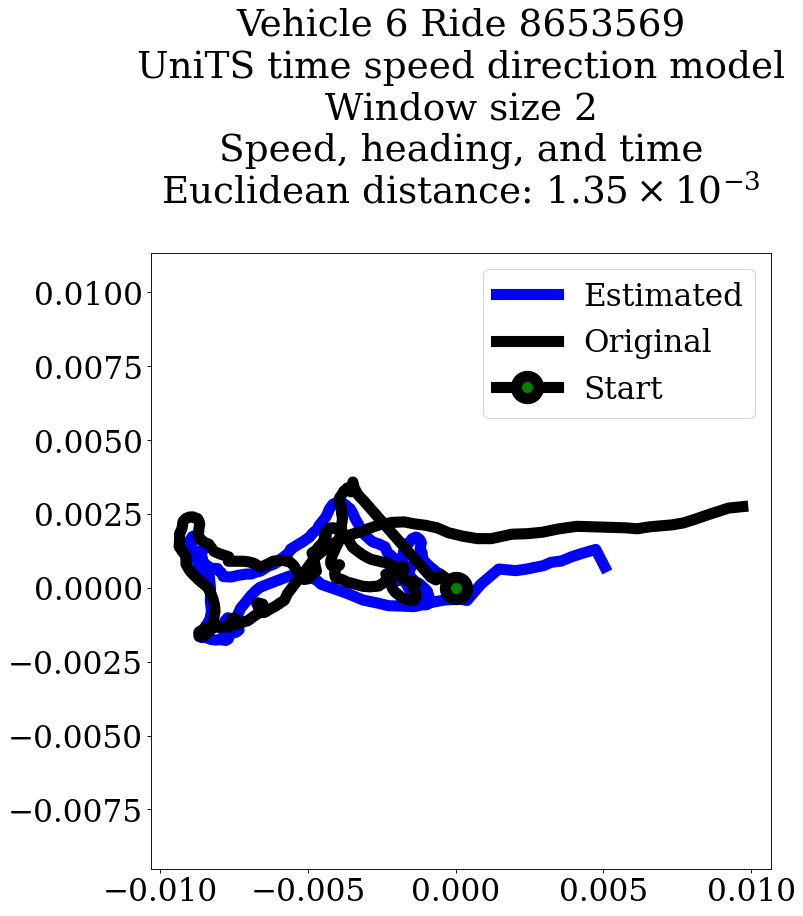 Vehicle 6 Ride 8653569
UniTS time speed direction model
Window size 2
Speed, heading, and time
Euclidean distance: 1.35 × 10⁻³
Estimated
Original
Start
0.0100
0.0075
0.0050
0.0025
0.0000
−0.0025
−0.0050
−0.0075
−0.010
−0.005
0.000
0.005
0.010